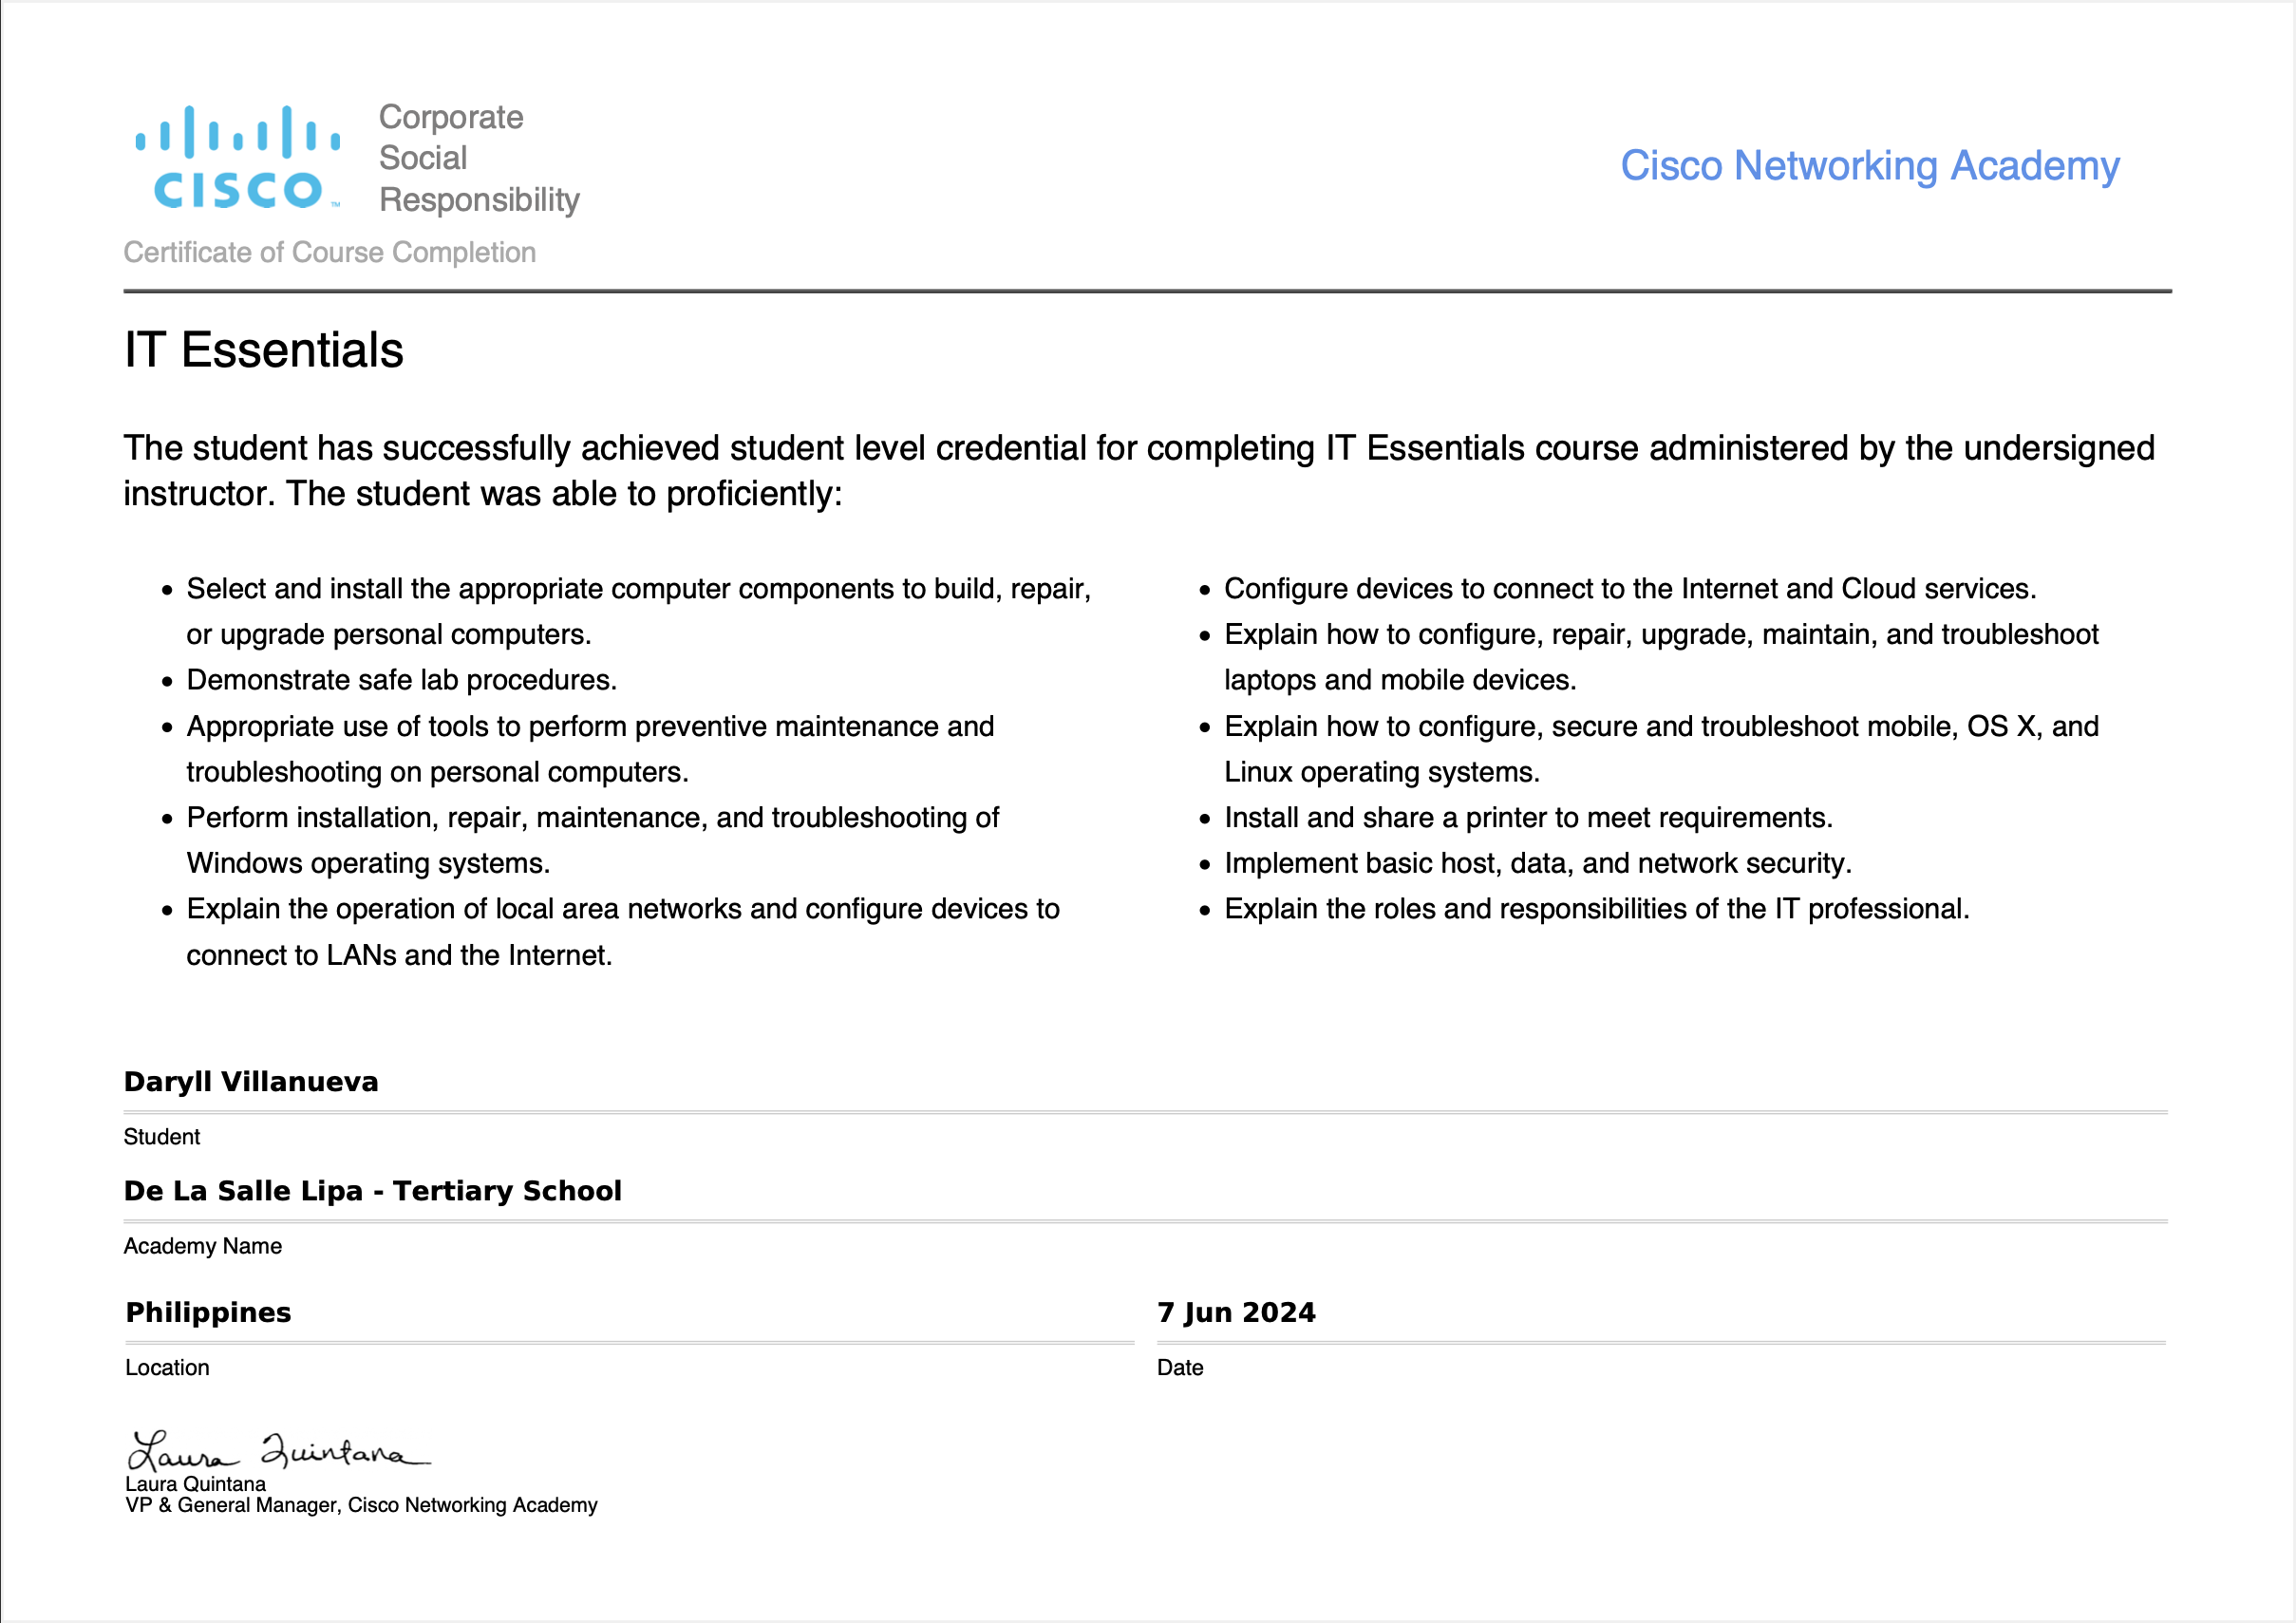 CISCO™
Corporate
Social
Responsibility
Cisco Networking Academy
Certificate of Course Completion
IT Essentials
The student has successfully achieved student level credential for completing IT Essentials course administered by the undersigned
instructor. The student was able to proficiently:
• Select and install the appropriate computer components to build, repair,
or upgrade personal computers.
• Demonstrate safe lab procedures.
• Appropriate use of tools to perform preventive maintenance and
troubleshooting on personal computers.
• Perform installation, repair, maintenance, and troubleshooting of
Windows operating systems.
• Explain the operation of local area networks and configure devices to
connect to LANs and the Internet.
• Configure devices to connect to the Internet and Cloud services.
• Explain how to configure, repair, upgrade, maintain, and troubleshoot
laptops and mobile devices.
• Explain how to configure, secure and troubleshoot mobile, OS X, and
Linux operating systems.
• Install and share a printer to meet requirements.
• Implement basic host, data, and network security.
• Explain the roles and responsibilities of the IT professional.
Daryll Villanueva
Student
De La Salle Lipa - Tertiary School
Academy Name
Philippines
Location
7 Jun 2024
Date
Laura Quintana
Laura Quintana
VP & General Manager, Cisco Networking Academy